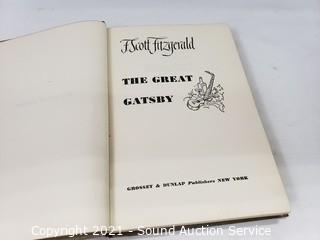 F. Scott Fitzgerald
THE GREAT
GATSBY
GROSSET & DUNLAP Publishers NEW YORK
Copyright 2021 - Sound Auction Service